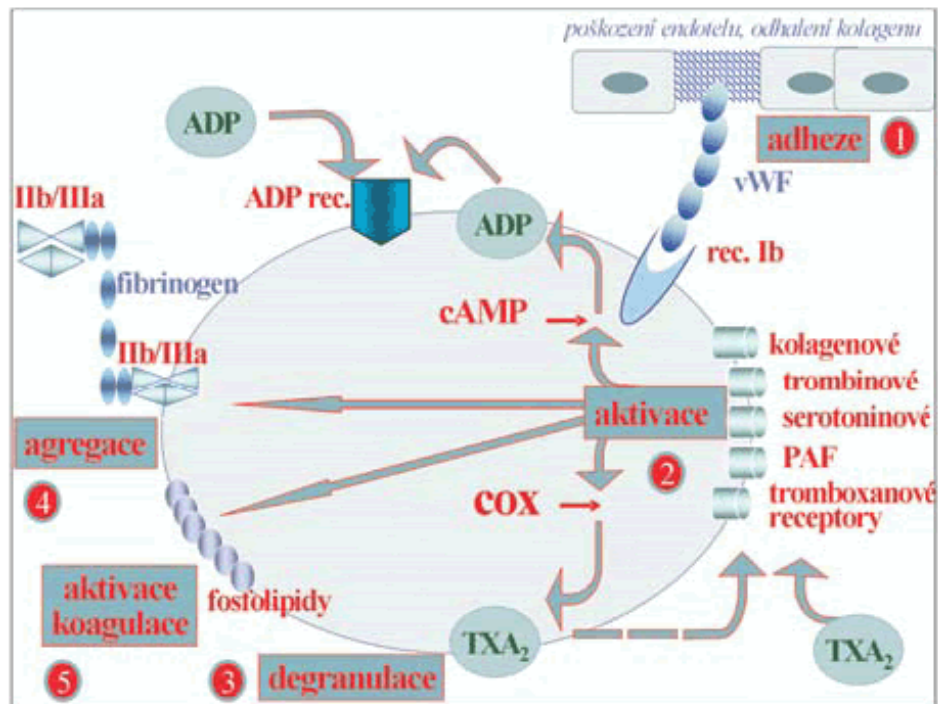 poškození endotelu, odhalení kolagenu
ADP
adheze
1
vWF
IIb/IIIa
ADP rec.
ADP
rec. Ib
fibrinogen
cAMP
kolagenové
IIb/IIIa
trombinové
aktivace
serotoninové
agregace
2
PAF
4
cox
tromboxanové
receptory
aktivace
koagulace
fostolipidy
TXA₂
TXA₂
5
3
degranulace